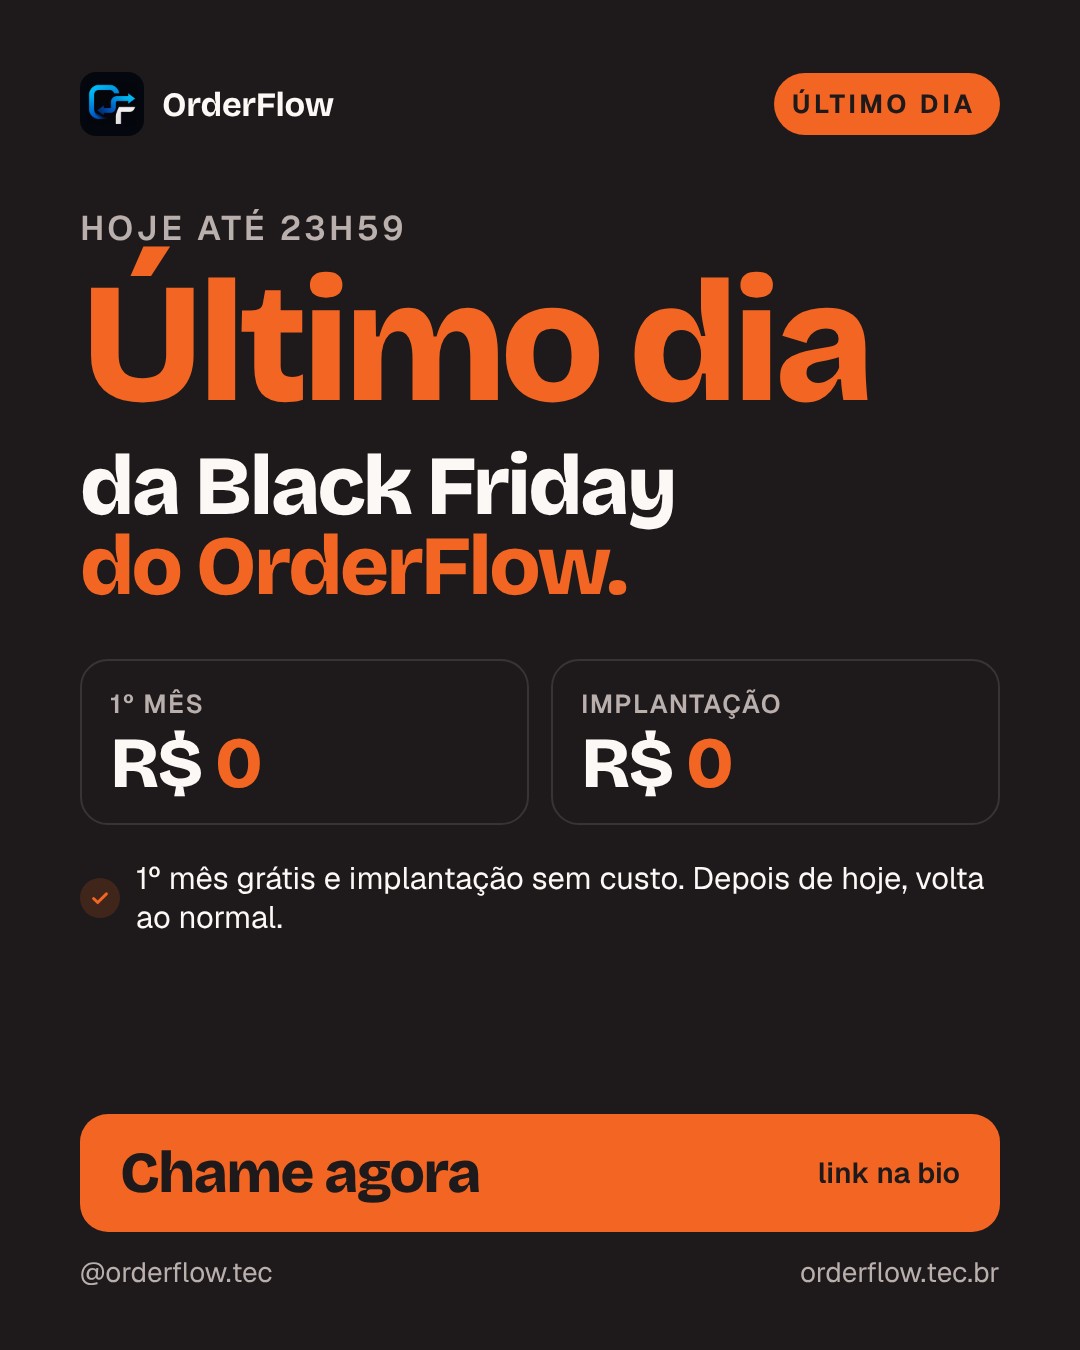 OrderFlow
ÚLTIMO DIA
HOJE ATÉ 23H59
Último dia
da Black Friday
do OrderFlow.
1º MÊS
R$ 0
IMPLANTAÇÃO
R$ 0
1º mês grátis e implantação sem custo. Depois de hoje, volta
ao normal.
Chame agora
link na bio
@orderflow.tec
orderflow.tec.br